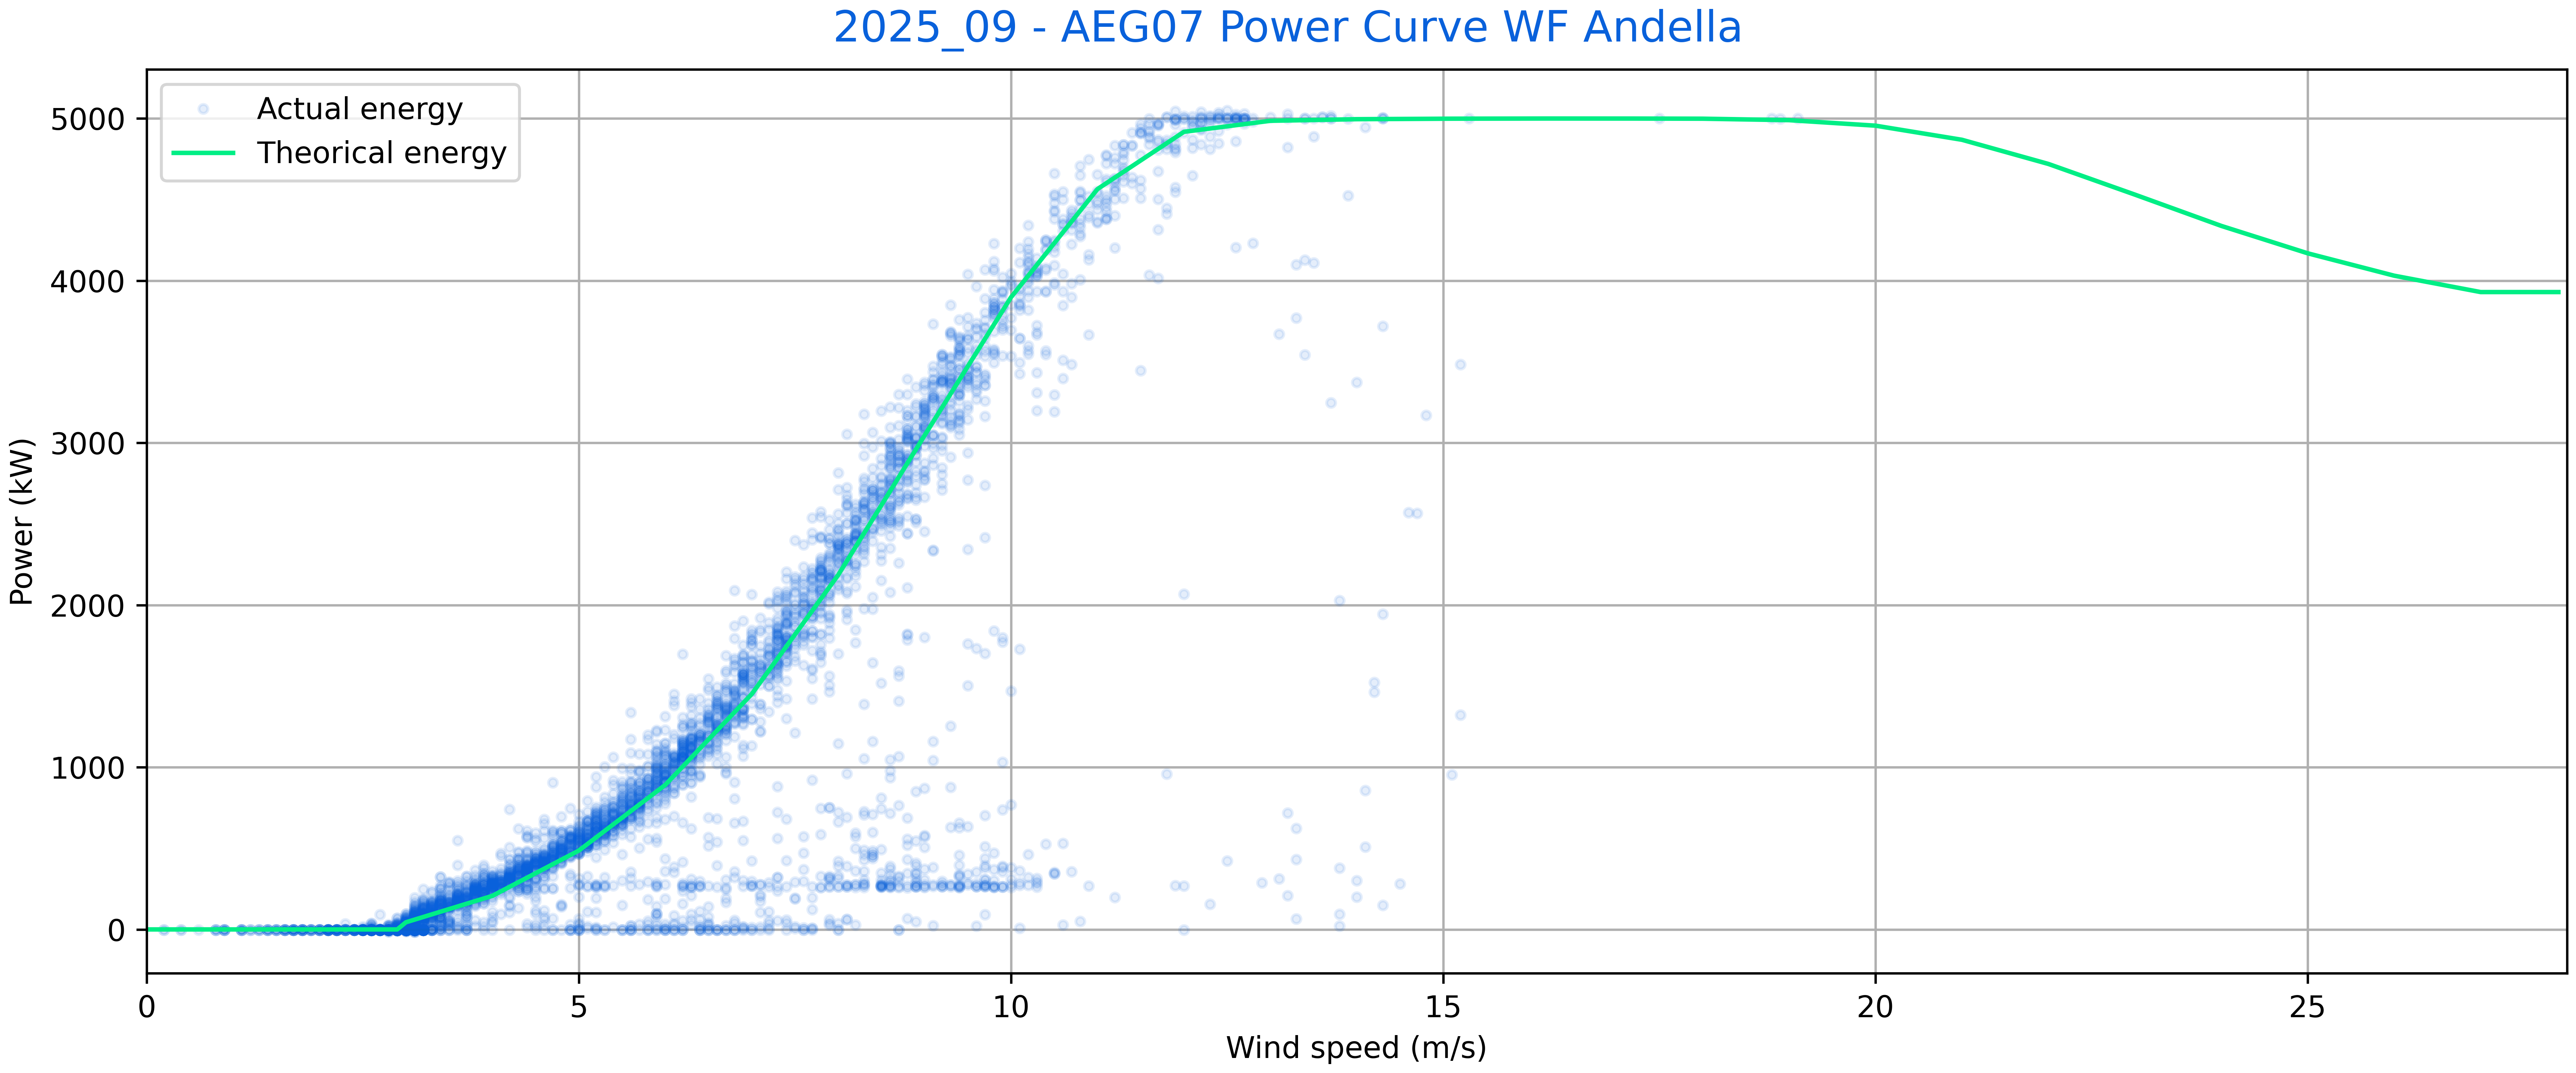 2025_09 - AEG07 Power Curve WF Andella
Actual energy
Theorical energy
5000
4000
3000
2000
1000
0
Power (kW)
0 5 10 15 20 25
Wind speed (m/s)